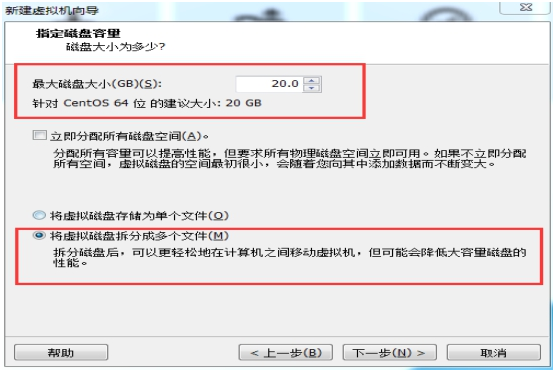 新建虚拟机向导
指定磁盘容量
磁盘大小为多少?
最大磁盘大小(GB)(S): 20.0
针对 CentOS 64 位 的建议大小: 20 GB
立即分配所有磁盘空间(A)。
分配所有容量可以提高性能，但要求所有物理磁盘空间立即可用。如果不立即分配
所有空间，虚拟磁盘的空间最初很小，会随着您向其中添加数据而不断变大。
将虚拟磁盘存储为单个文件(O)
将虚拟磁盘拆分成多个文件(M)
拆分磁盘后，可以更轻松地在计算机之间移动虚拟机，但可能会降低大容量磁盘的
性能。
帮助 < 上一步(B) 下一步(N) > 取消